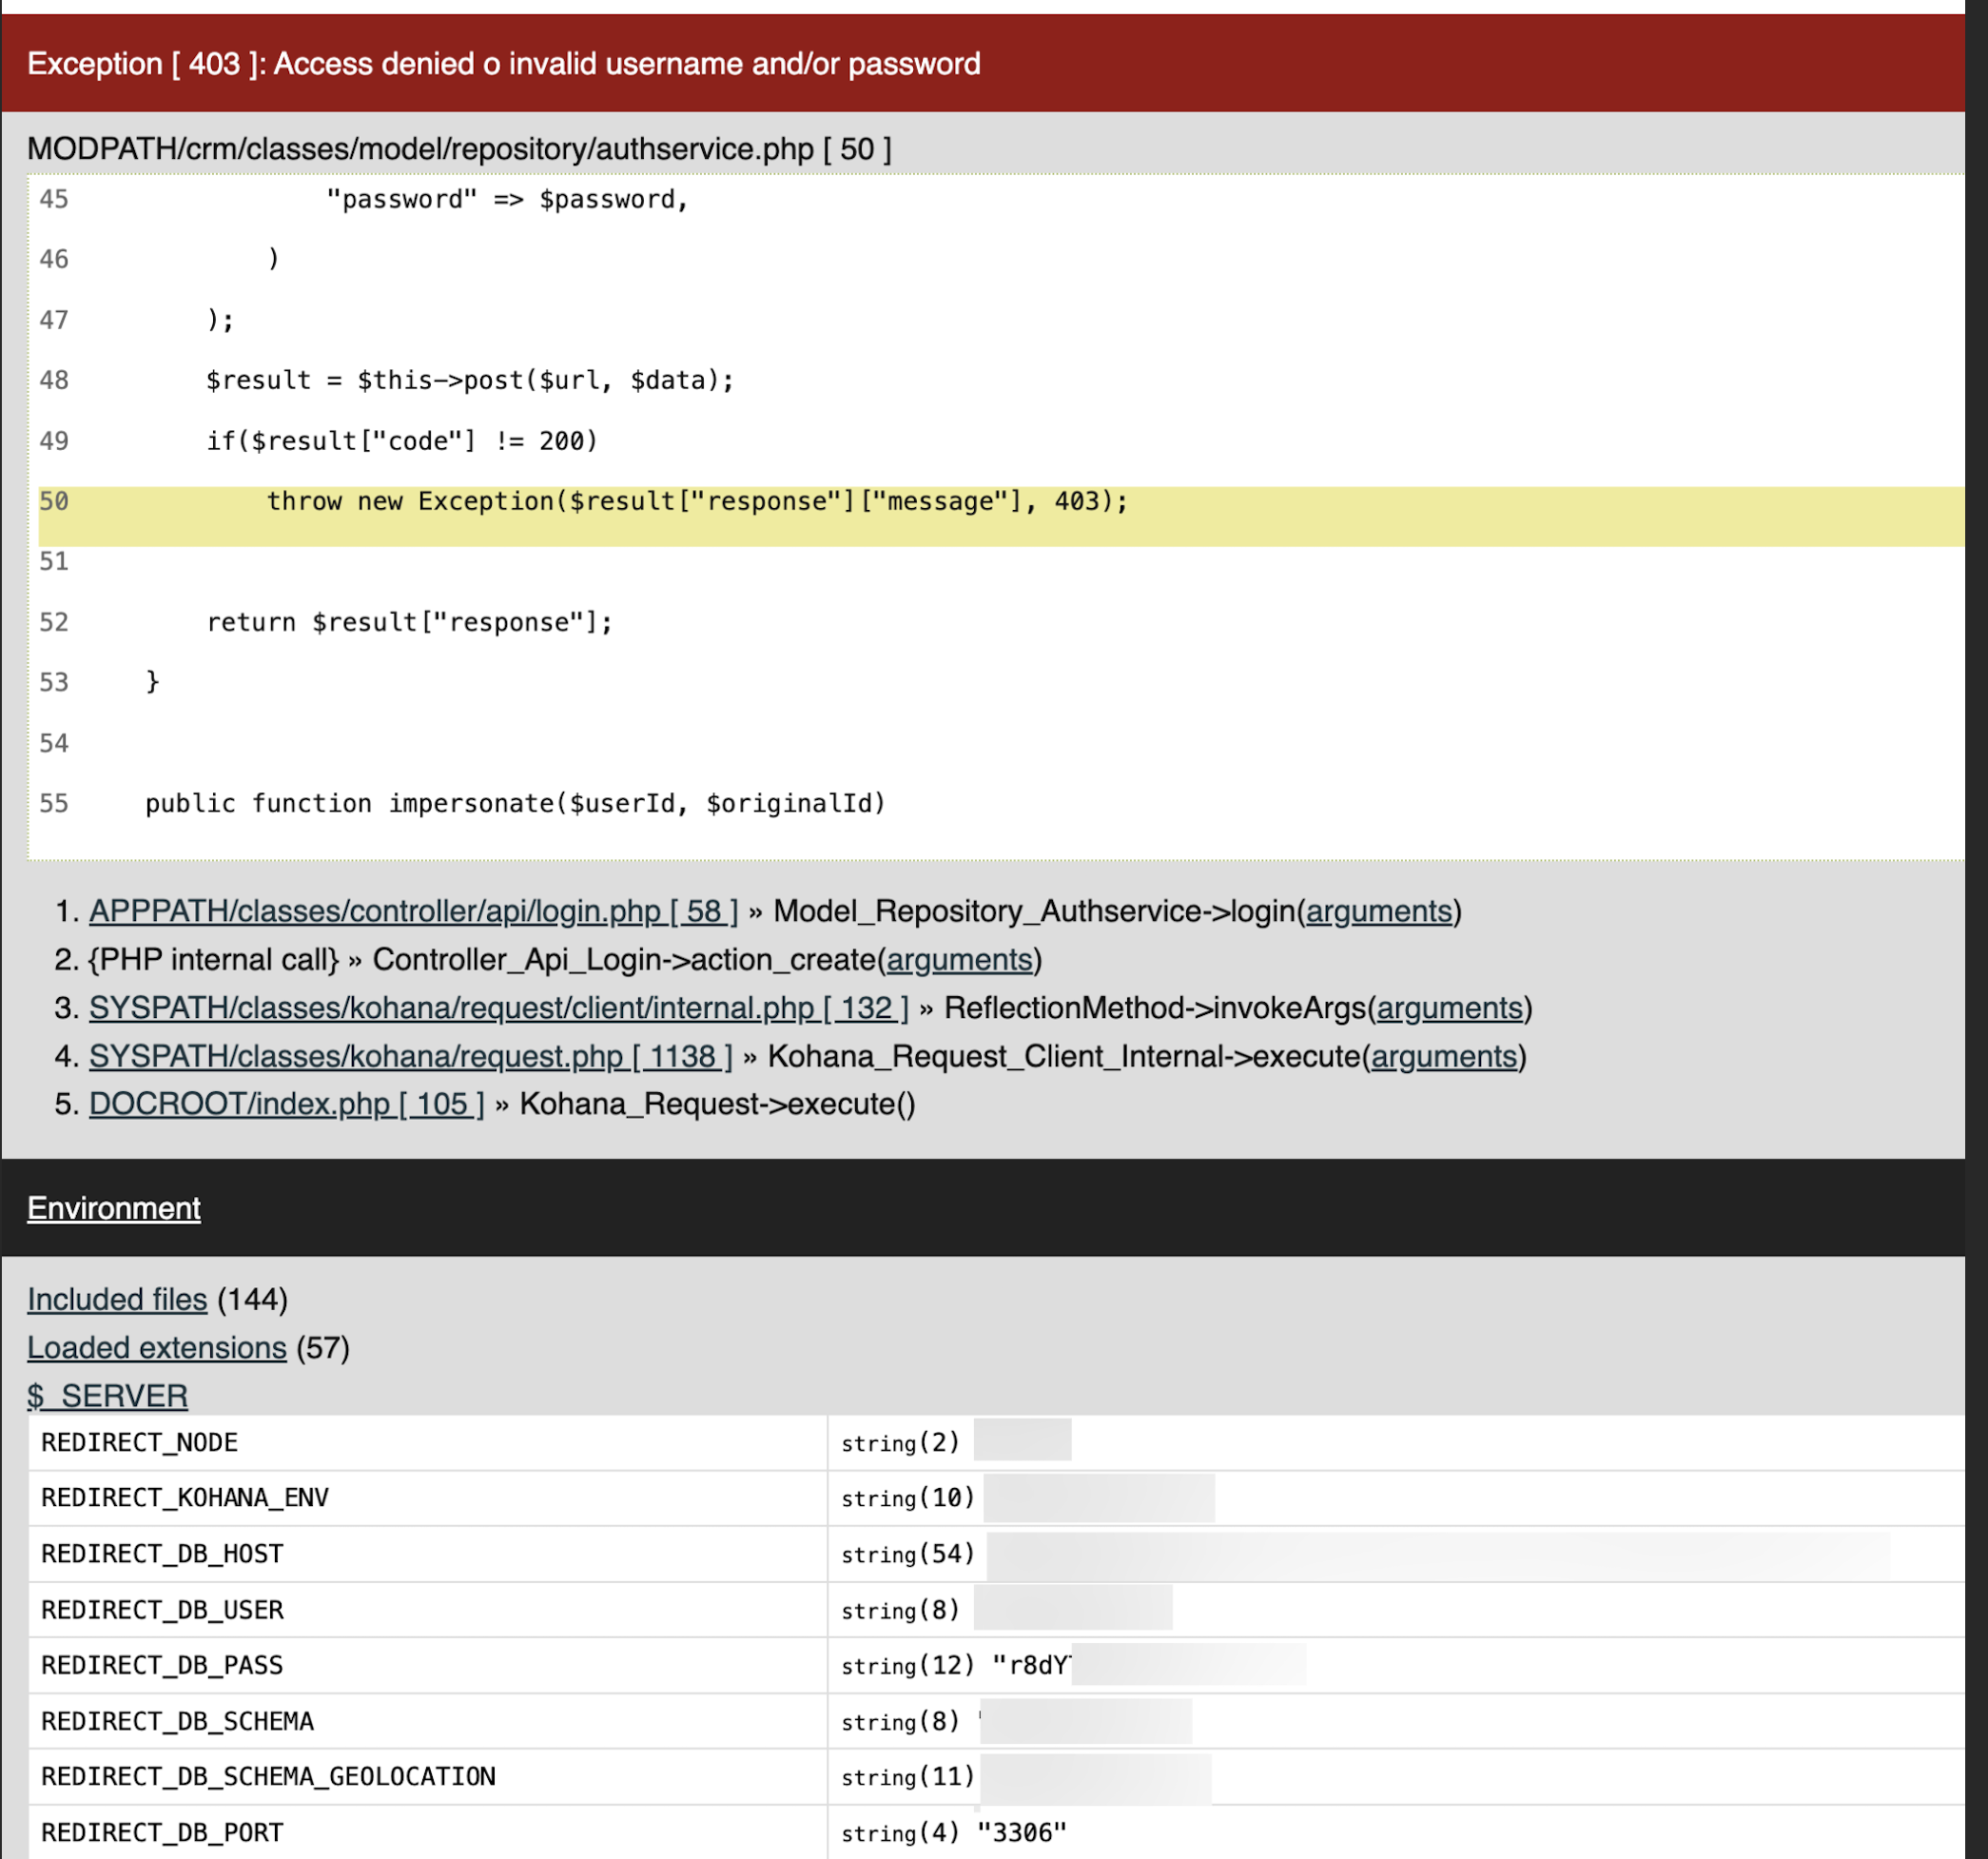 Exception [ 403 ]: Access denied o invalid username and/or password
MODPATH/crm/classes/model/repository/authservice.php [ 50 ]
45                 "password" => $password,
46             )
47         );
48         $result = $this->post($url, $data);
49         if($result["code"] != 200)
50             throw new Exception($result["response"]["message"], 403);
51
52         return $result["response"];
53     }
54
55     public function impersonate($userId, $originalId)
1. APPPATH/classes/controller/api/login.php [ 58 ] » Model_Repository_Authservice->login(arguments)
2. {PHP internal call} » Controller_Api_Login->action_create(arguments)
3. SYSPATH/classes/kohana/request/client/internal.php [ 132 ] » ReflectionMethod->invokeArgs(arguments)
4. SYSPATH/classes/kohana/request.php [ 1138 ] » Kohana_Request_Client_Internal->execute(arguments)
5. DOCROOT/index.php [ 105 ] » Kohana_Request->execute()
Environment
Included files (144)
Loaded extensions (57)
$_SERVER
REDIRECT_NODE string(2)
REDIRECT_KOHANA_ENV string(10)
REDIRECT_DB_HOST string(54)
REDIRECT_DB_USER string(8)
REDIRECT_DB_PASS string(12) "r8dY
REDIRECT_DB_SCHEMA string(8)
REDIRECT_DB_SCHEMA_GEOLOCATION string(11)
REDIRECT_DB_PORT string(4) "3306"